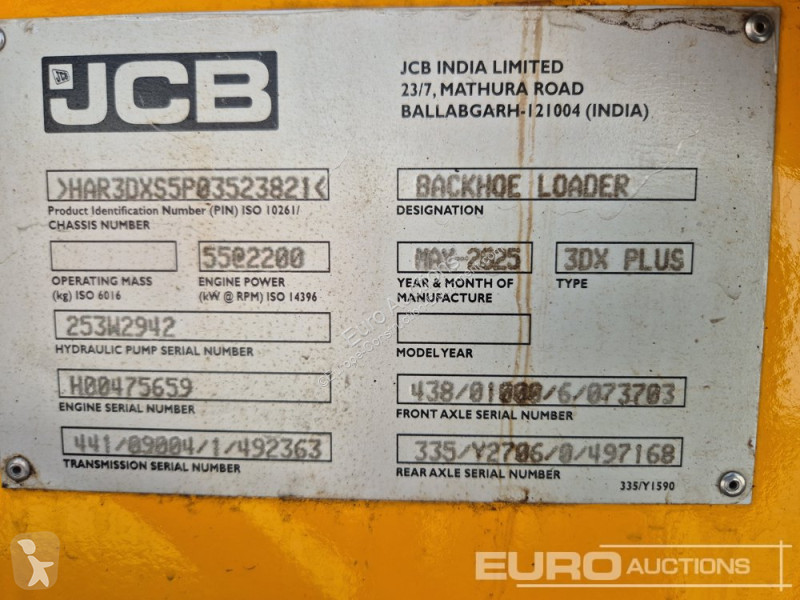 JCB
JCB INDIA LIMITED
23/7, MATHURA ROAD
BALLABGARH-121004 (INDIA)
>HAR3DXS5P03523821<
Product Identification Number (PIN) ISO 10261/
CHASSIS NUMBER
BACKHOE LOADER
DESIGNATION
OPERATING MASS
(kg) ISO 6016
55@2200
ENGINE POWER
(kW @ RPM) ISO 14396
MAY-2025
YEAR & MONTH OF
MANUFACTURE
3DX PLUS
TYPE
253W2942
HYDRAULIC PUMP SERIAL NUMBER
MODEL YEAR
H00475659
ENGINE SERIAL NUMBER
438/01000/6/073703
FRONT AXLE SERIAL NUMBER
441/09004/1/492363
TRANSMISSION SERIAL NUMBER
335/Y2706/0/497168
REAR AXLE SERIAL NUMBER
335/Y1590
EURO AUCTIONS